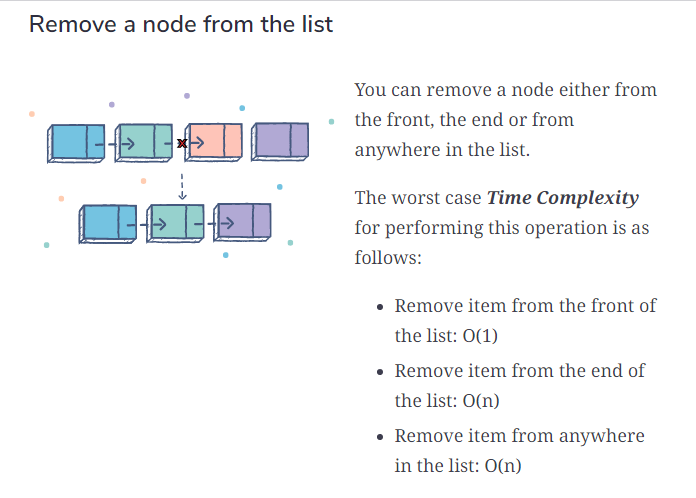 Remove a node from the list
You can remove a node either from
the front, the end or from
anywhere in the list.
The worst case Time Complexity
for performing this operation is as
follows:
• Remove item from the front of
the list: O(1)
• Remove item from the end of
the list: O(n)
• Remove item from anywhere
in the list: O(n)